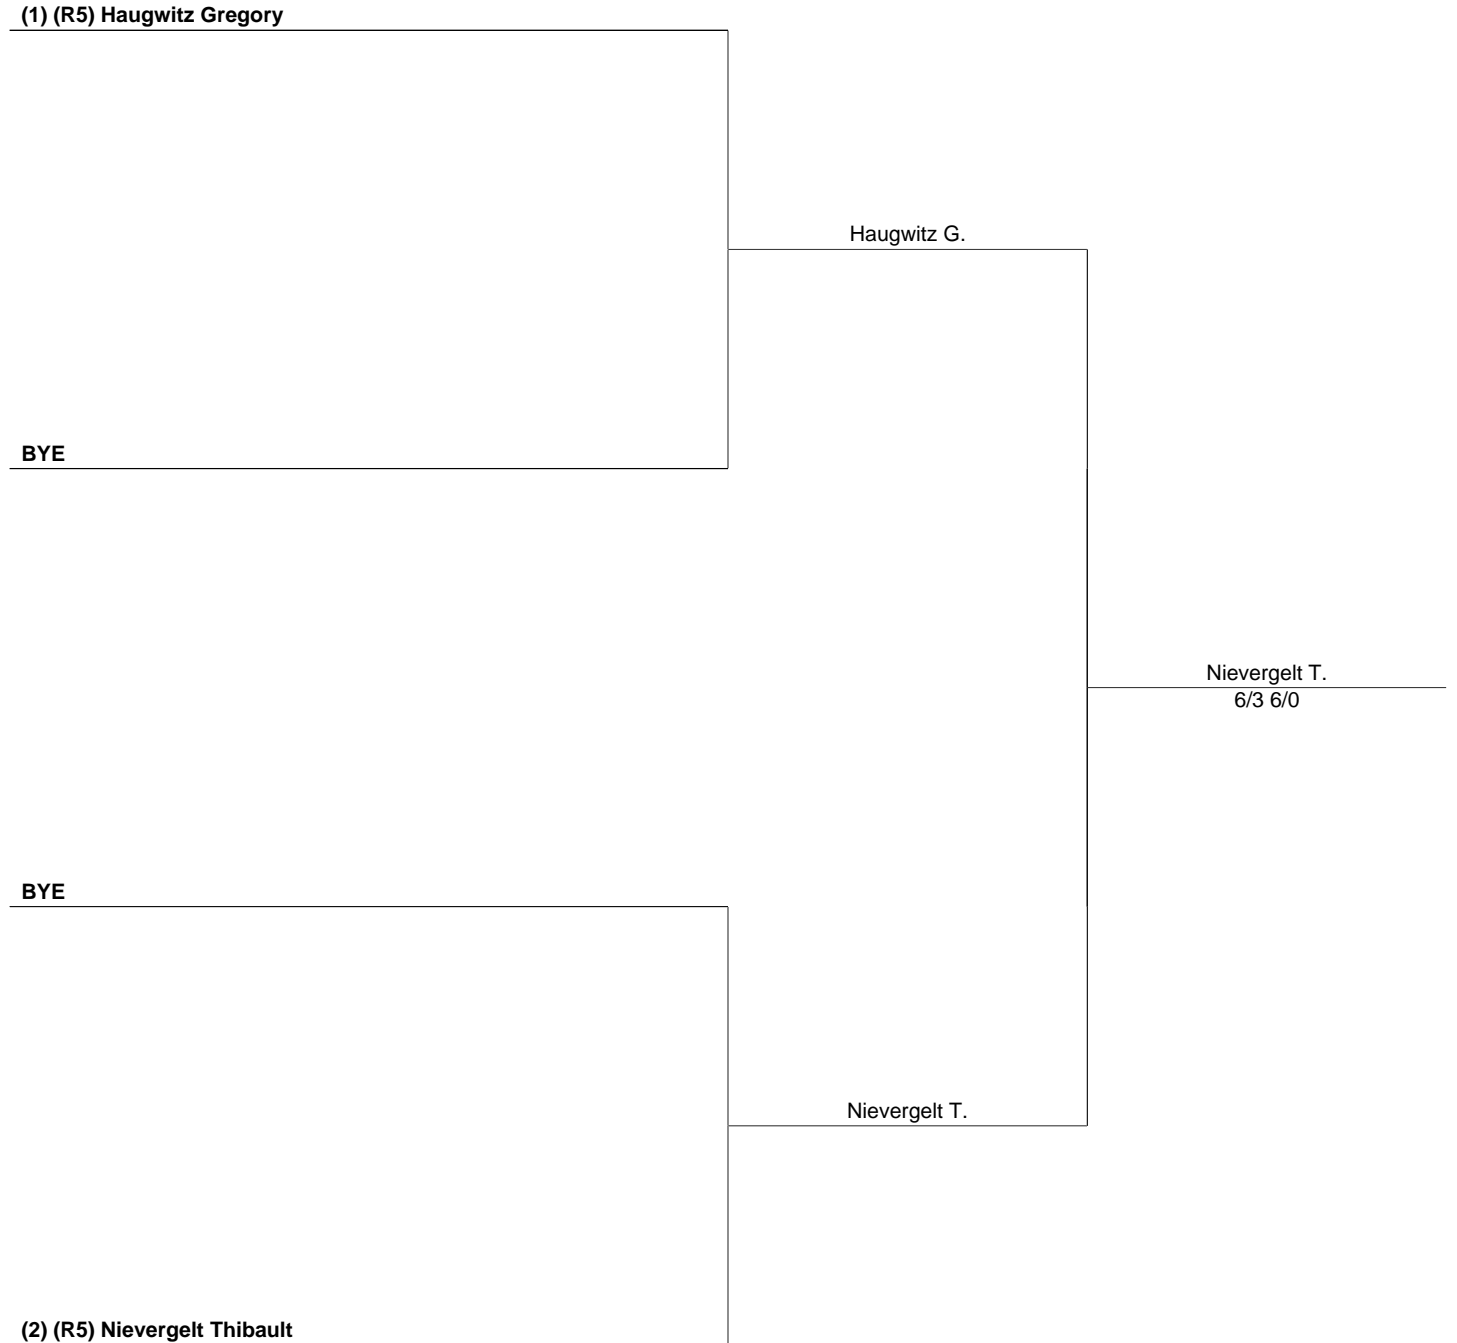 (1) (R5) Haugwitz Gregory
Haugwitz G.
BYE
Nievergelt T.
6/3 6/0
BYE
Nievergelt T.
(2) (R5) Nievergelt Thibault